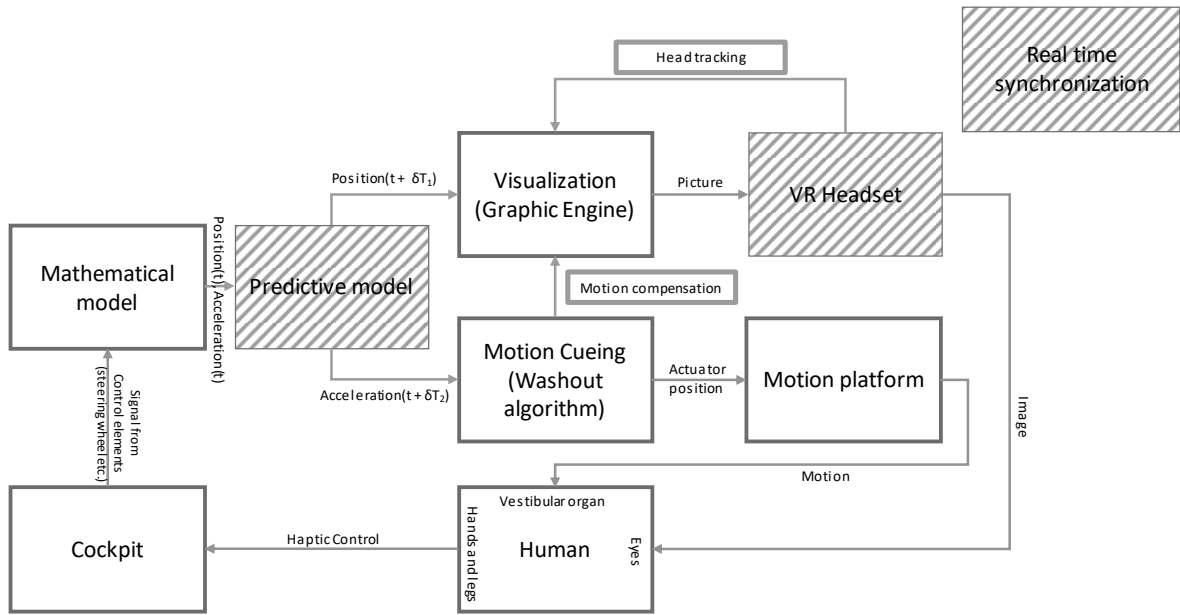 Head tracking
Real time
synchronization
Position(t + δT₁)
Visualization
(Graphic Engine)
Picture
VR Headset
Mathematical
model
Position(t), Acceleration(t)
Predictive model
Motion compensation
Acceleration(t + δT₂)
Motion Cueing
(Washout
algorithm)
Actuator
position
Motion platform
Image
Signal from
Control elements
(steering wheel etc.)
Motion
Cockpit
Haptic Control
Hands and legs
Vestibular organ
Human
Eyes